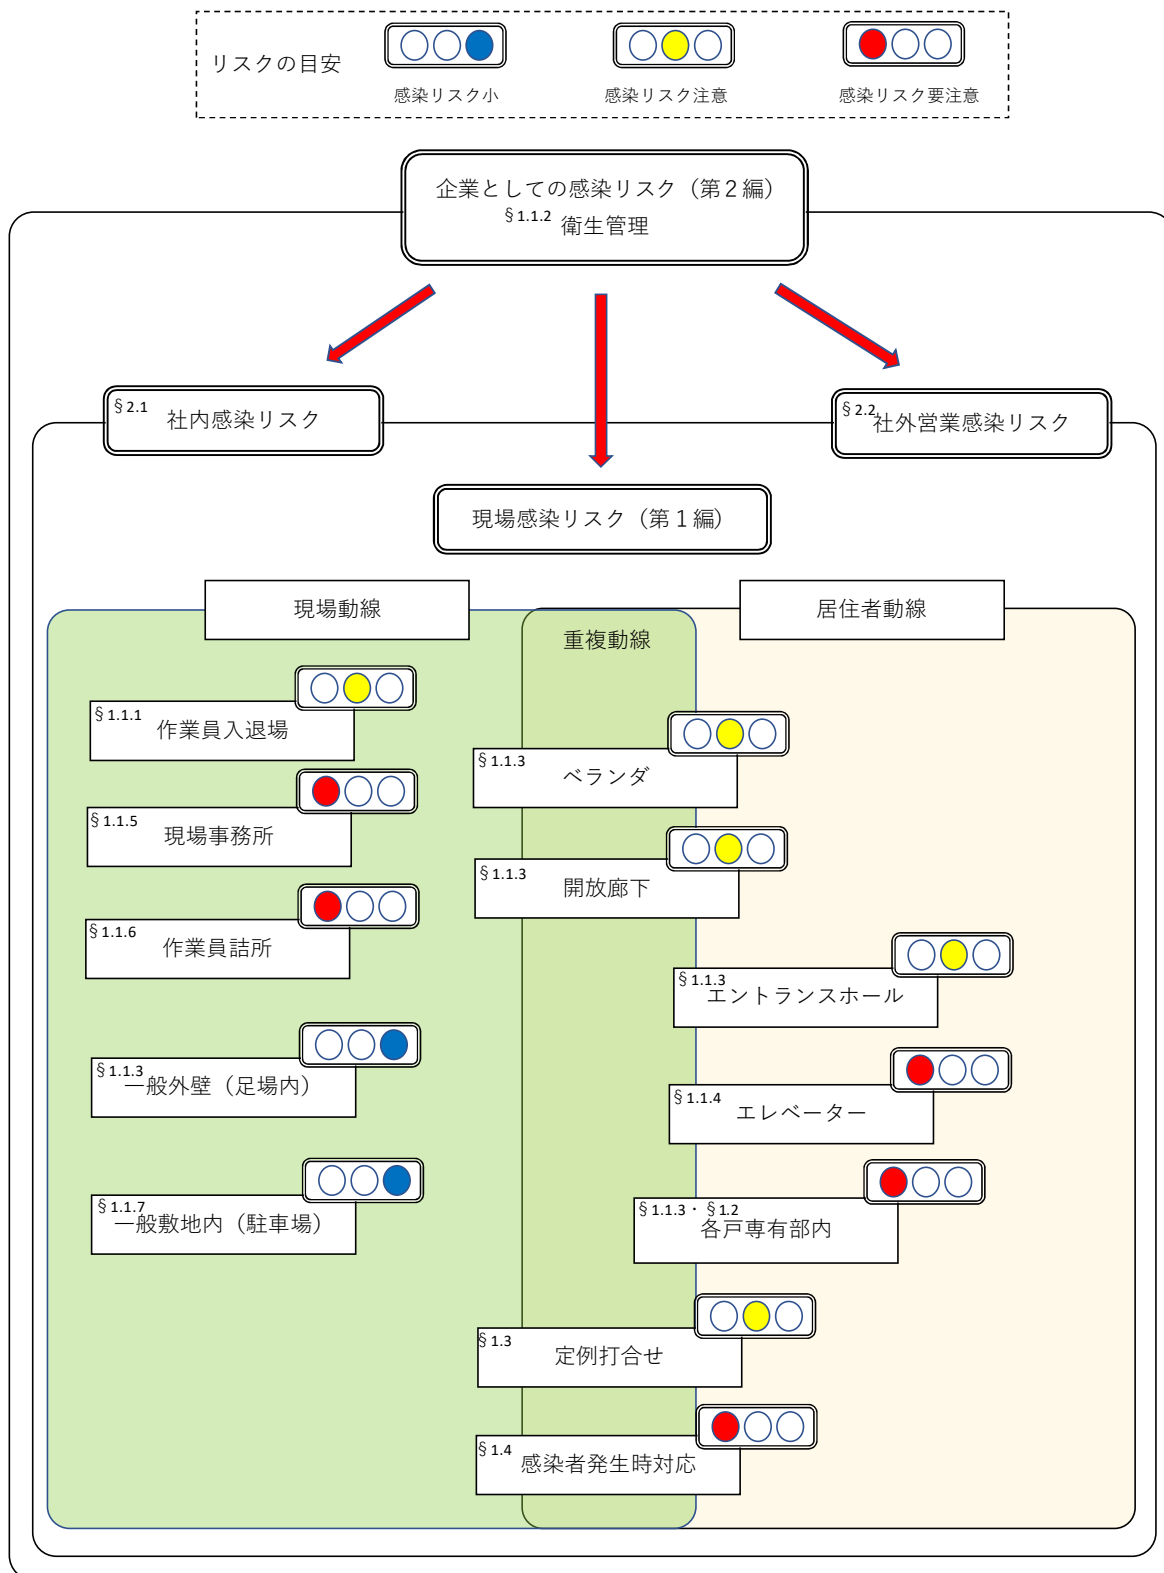 リスクの目安
感染リスク小
感染リスク注意
感染リスク要注意
企業としての感染リスク（第２編）
§1.1.2 衛生管理
§2.1 社内感染リスク
§2.2 社外営業感染リスク
現場感染リスク（第１編）
現場動線
重複動線
居住者動線
§1.1.1 作業員入退場
§1.1.5 現場事務所
§1.1.6 作業員詰所
§1.1.3 一般外壁（足場内）
§1.1.7 一般敷地内（駐車場）
§1.1.3 ベランダ
§1.1.3 開放廊下
§1.1.3 エントランスホール
§1.1.4 エレベーター
§1.1.3・§1.2 各戸専有部内
§1.3 定例打合せ
§1.4 感染者発生時対応